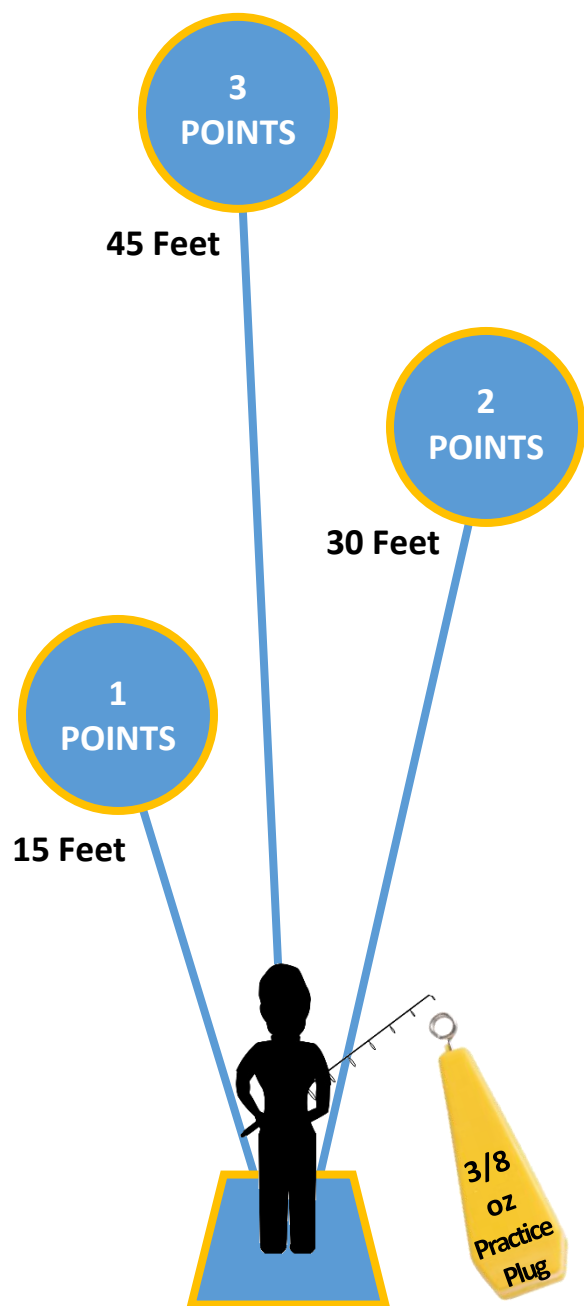 3
POINTS
45 Feet
2
POINTS
30 Feet
1
POINTS
15 Feet
3/8
oz
Practice
Plug